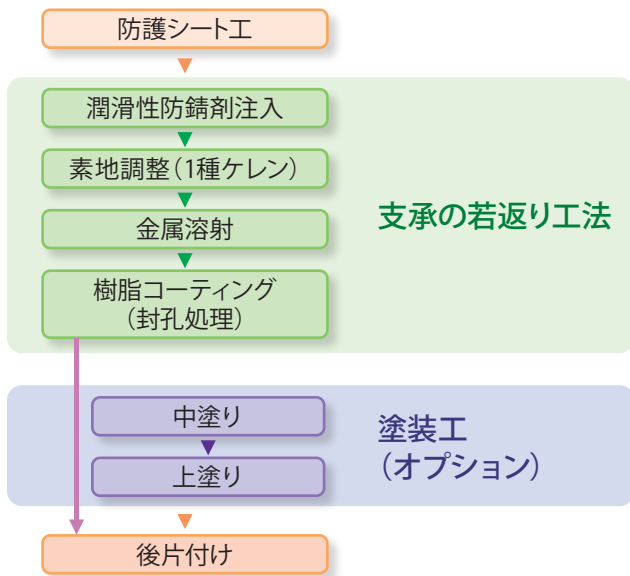 防護シート工
潤滑性防錆剤注入
素地調整（1種ケレン）
金属溶射
樹脂コーティング
（封孔処理）
支承の若返り工法
中塗り
上塗り
塗装工
（オプション）
後片付け